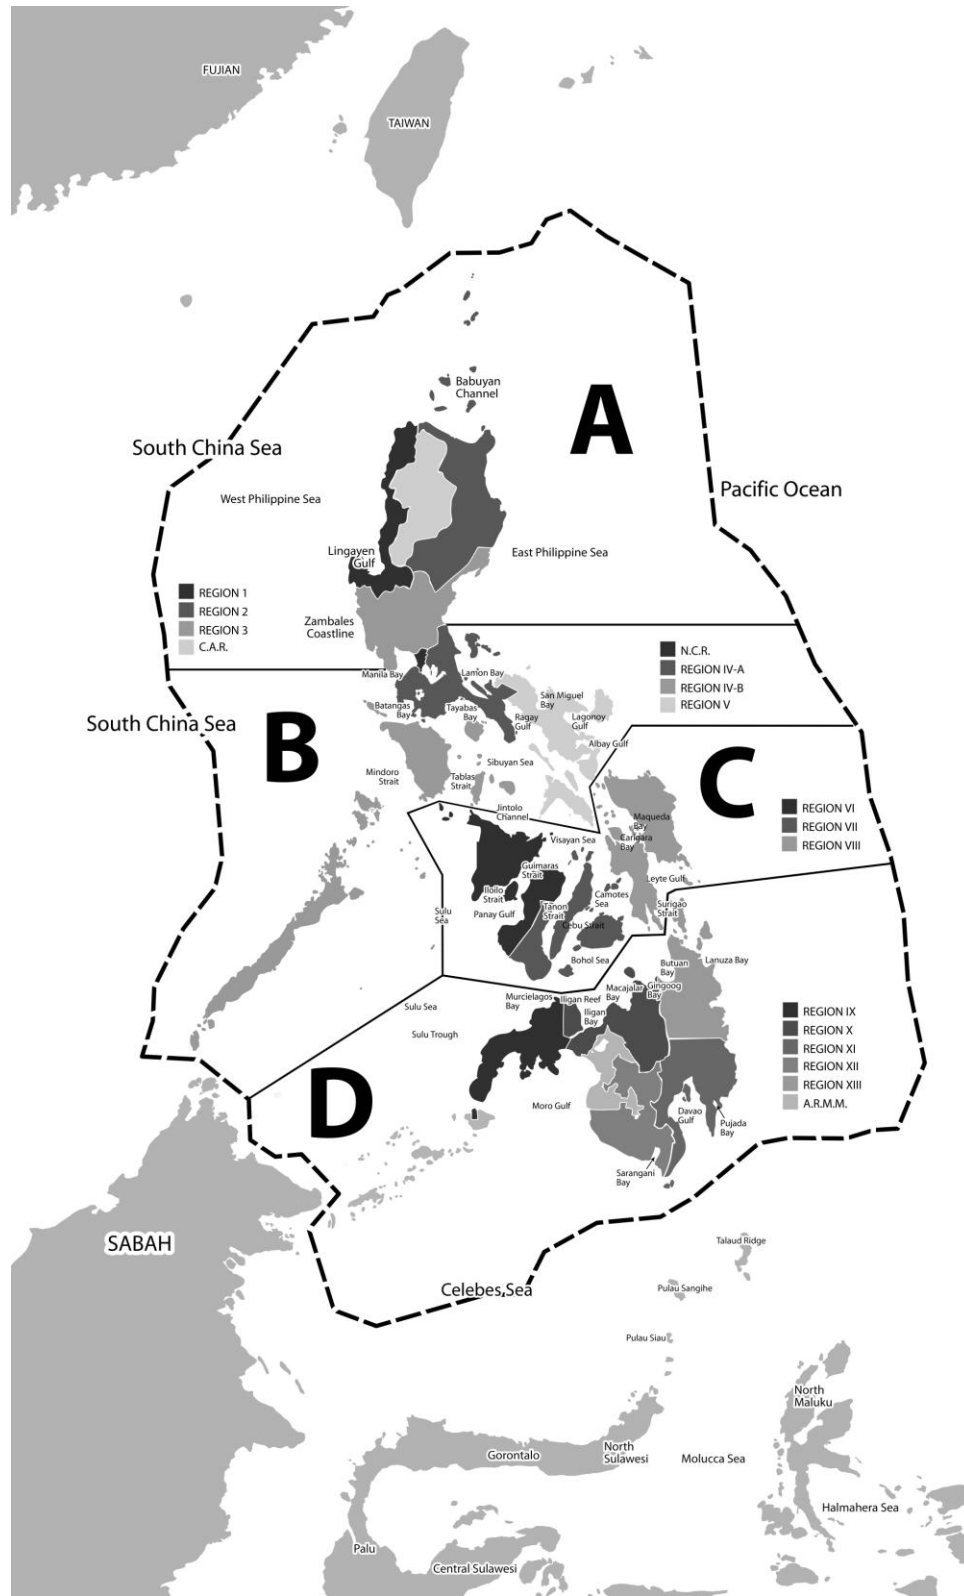 FUJIAN
TAIWAN
Babuyan
Channel
A
South China Sea
Pacific Ocean
West Philippine Sea
Lingayen
Gulf
East Philippine Sea
REGION 1
REGION 2
REGION 3
C.A.R.
Zambales
Coastline
N.C.R.
REGION IV-A
REGION IV-B
REGION V
Manila Bay
Lamon Bay
San Miguel
Bay
Batangas
Bay
Tayabas
Bay
Ragay
Gulf
Lagonoy
Gulf
South China Sea
B
Albay Gulf
Sibuyan Sea
Mindoro
Strait
Tablas
Strait
C
Jintolo
Channel
REGION VI
REGION VII
REGION VIII
Maqueda
Bay
Visayan Sea
Carigara
Bay
Guimaras
Strait
Leyte Gulf
Iloilo
Strait
Camotes
Sea
Sulu
Sea
Panay Gulf
Tanon
Strait
Surigao
Strait
Cebu Strait
Bohol Sea
Butuan
Bay
Lanuza Bay
Murcielagos
Bay
Iligan Reef
Macajalar
Bay
Gingoog
Bay
Sulu Sea
Iligan
Bay
REGION IX
REGION X
REGION XI
REGION XII
REGION XIII
A.R.M.M.
Sulu Trough
D
Moro Gulf
Davao
Gulf
Pujada
Bay
Sarangani
Bay
SABAH
Talaud Ridge
Celebes Sea
Pulau Sangihe
Pulau Siau
North
Maluku
Gorontalo
North
Sulawesi
Molucca Sea
Halmahera Sea
Palu
Central Sulawesi